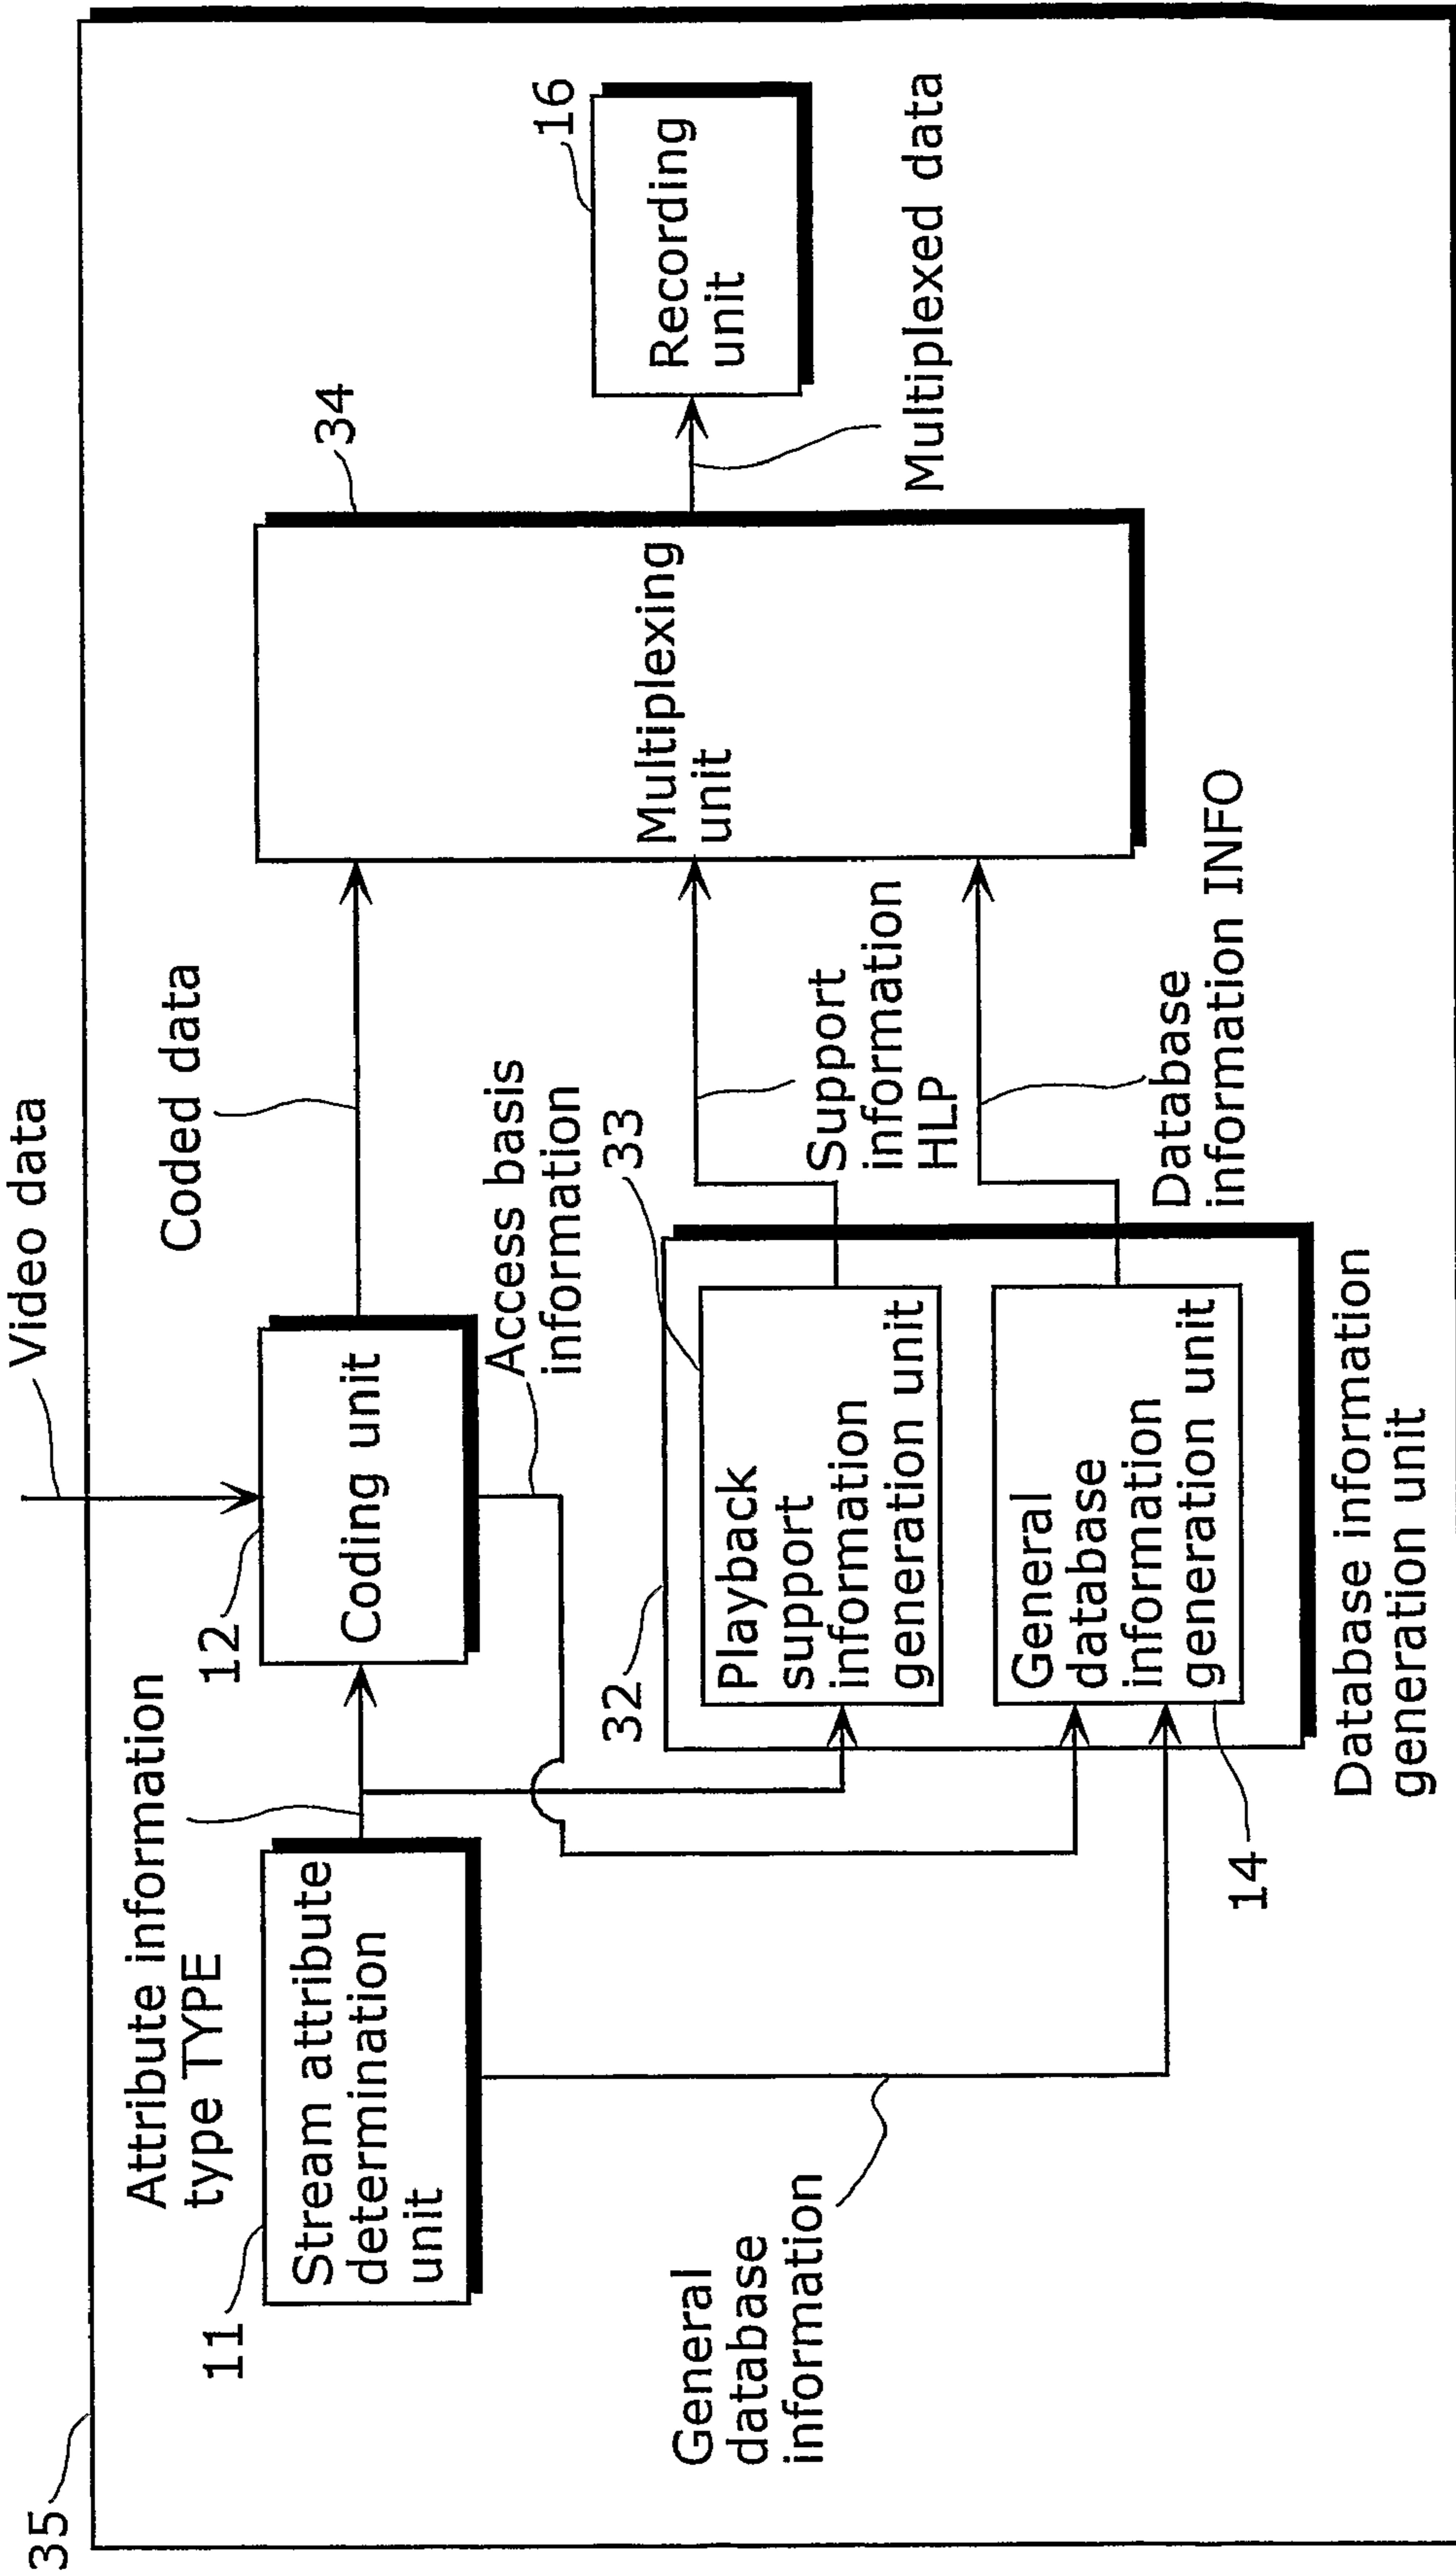 35
Video data
Attribute information
type TYPE
Coded data
11
Stream attribute
determination
unit
12
Coding unit
34
Multiplexing
unit
16
Recording
unit
Access basis
information
Multiplexed data
General
database
information
32
33
Playback
support
information
generation unit
Support
information
HLP
General
database
information
generation unit
14
Database
information INFO
Database information
generation unit